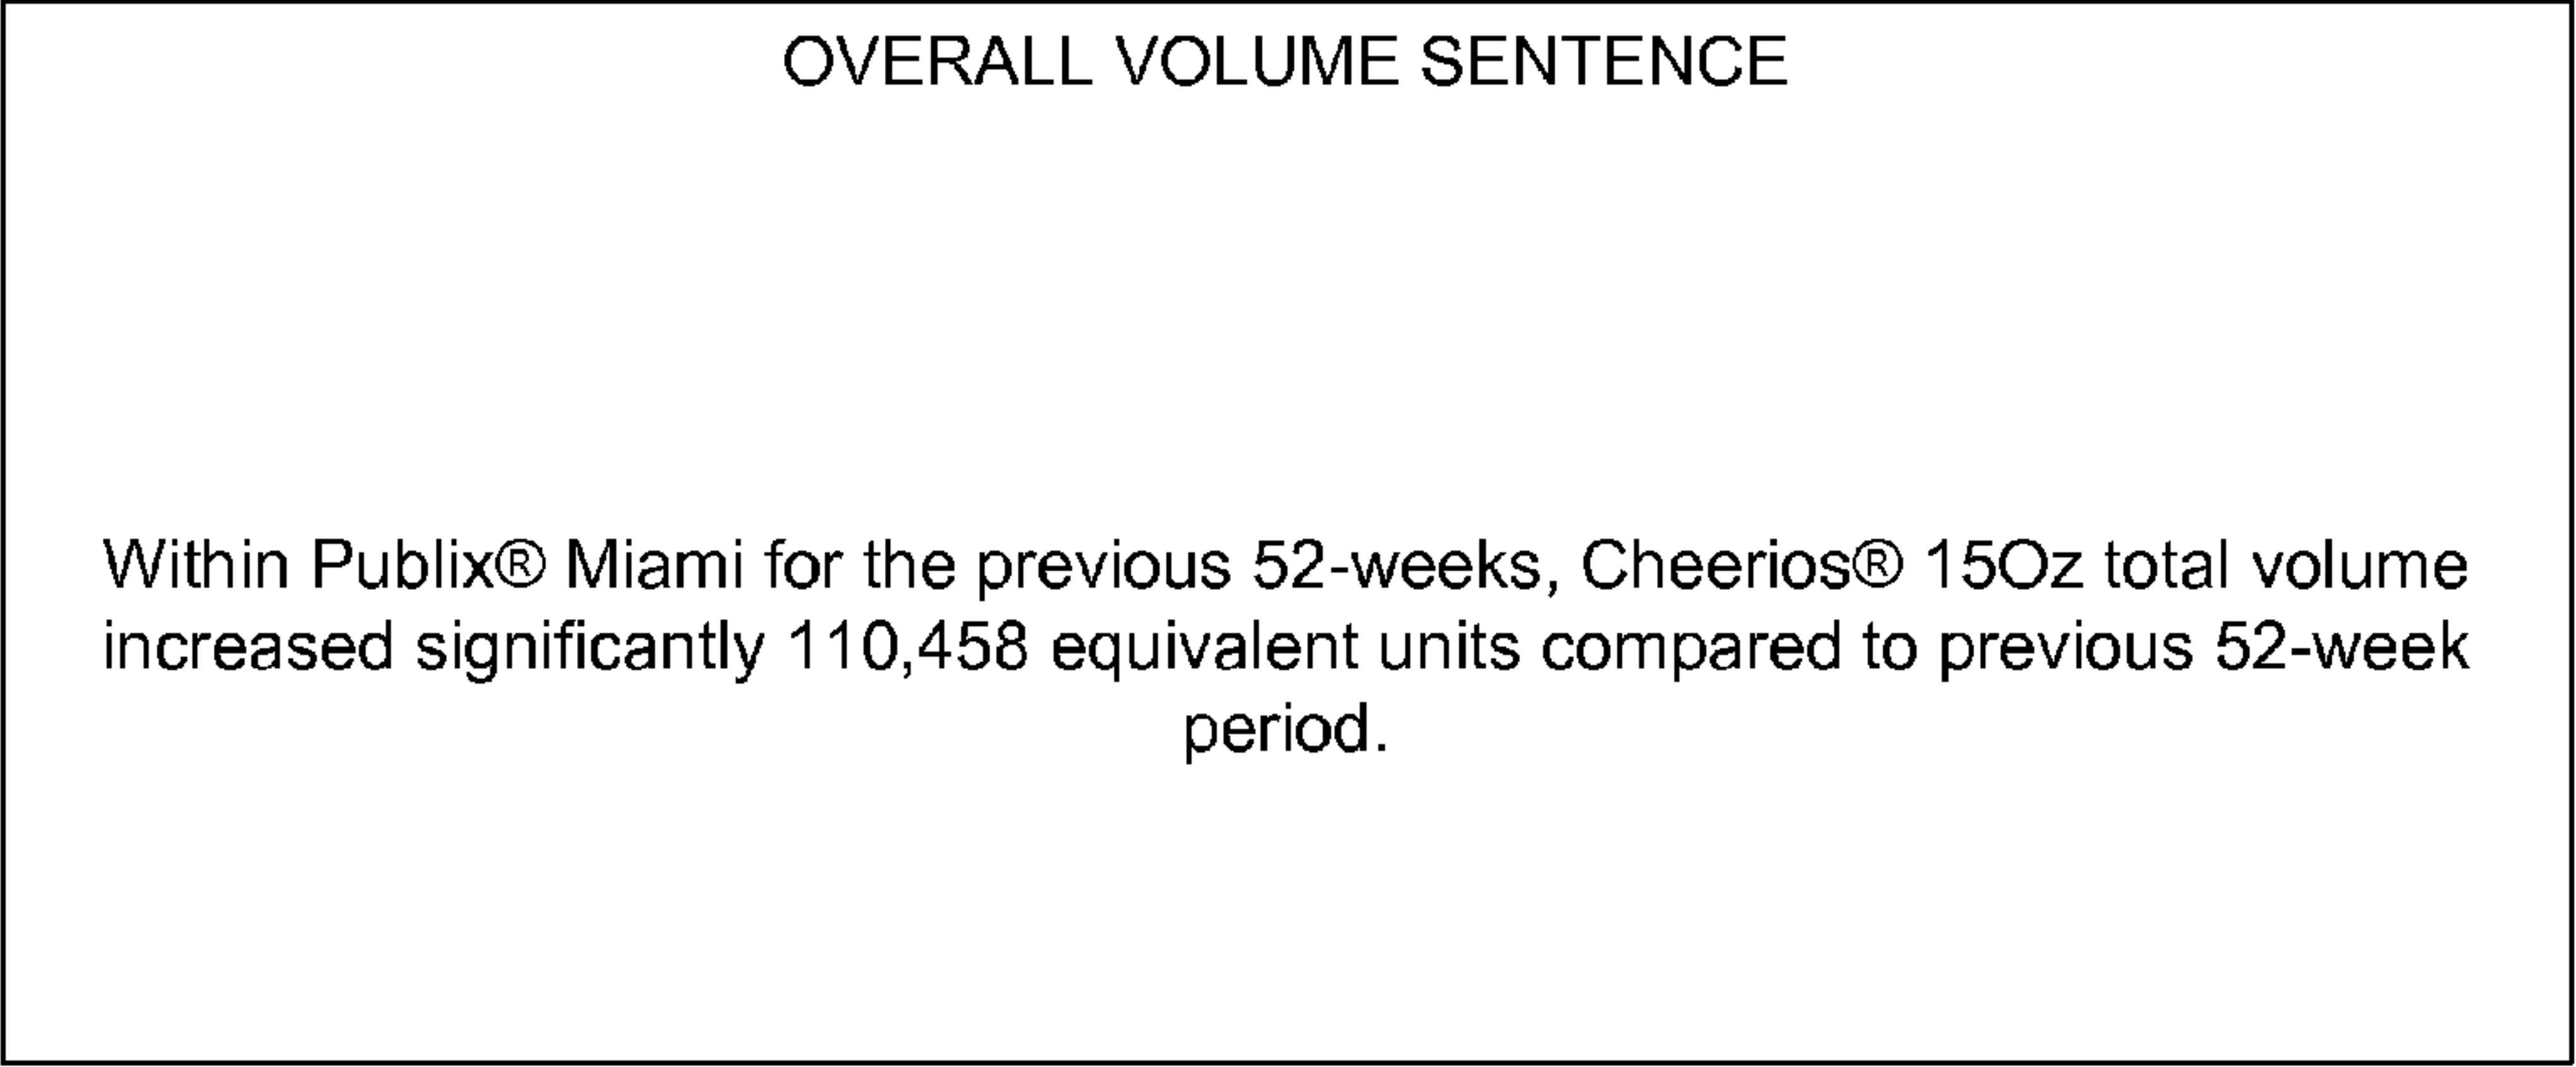 OVERALL VOLUME SENTENCE
Within Publix® Miami for the previous 52-weeks, Cheerios® 15Oz total volume
increased significantly 110,458 equivalent units compared to previous 52-week
period.